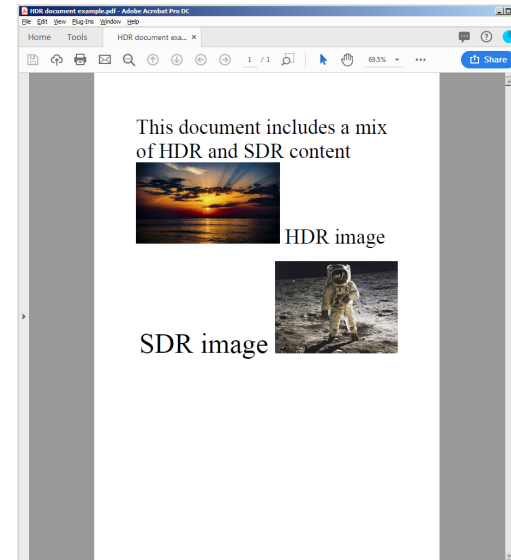 HDR document example.pdf - Adobe Acrobat Pro DC
File Edit View Plug-Ins Window Help
Home Tools HDR document exa... ×
1 / 1 69.5%
Share
This document includes a mix
of HDR and SDR content
HDR image
SDR image